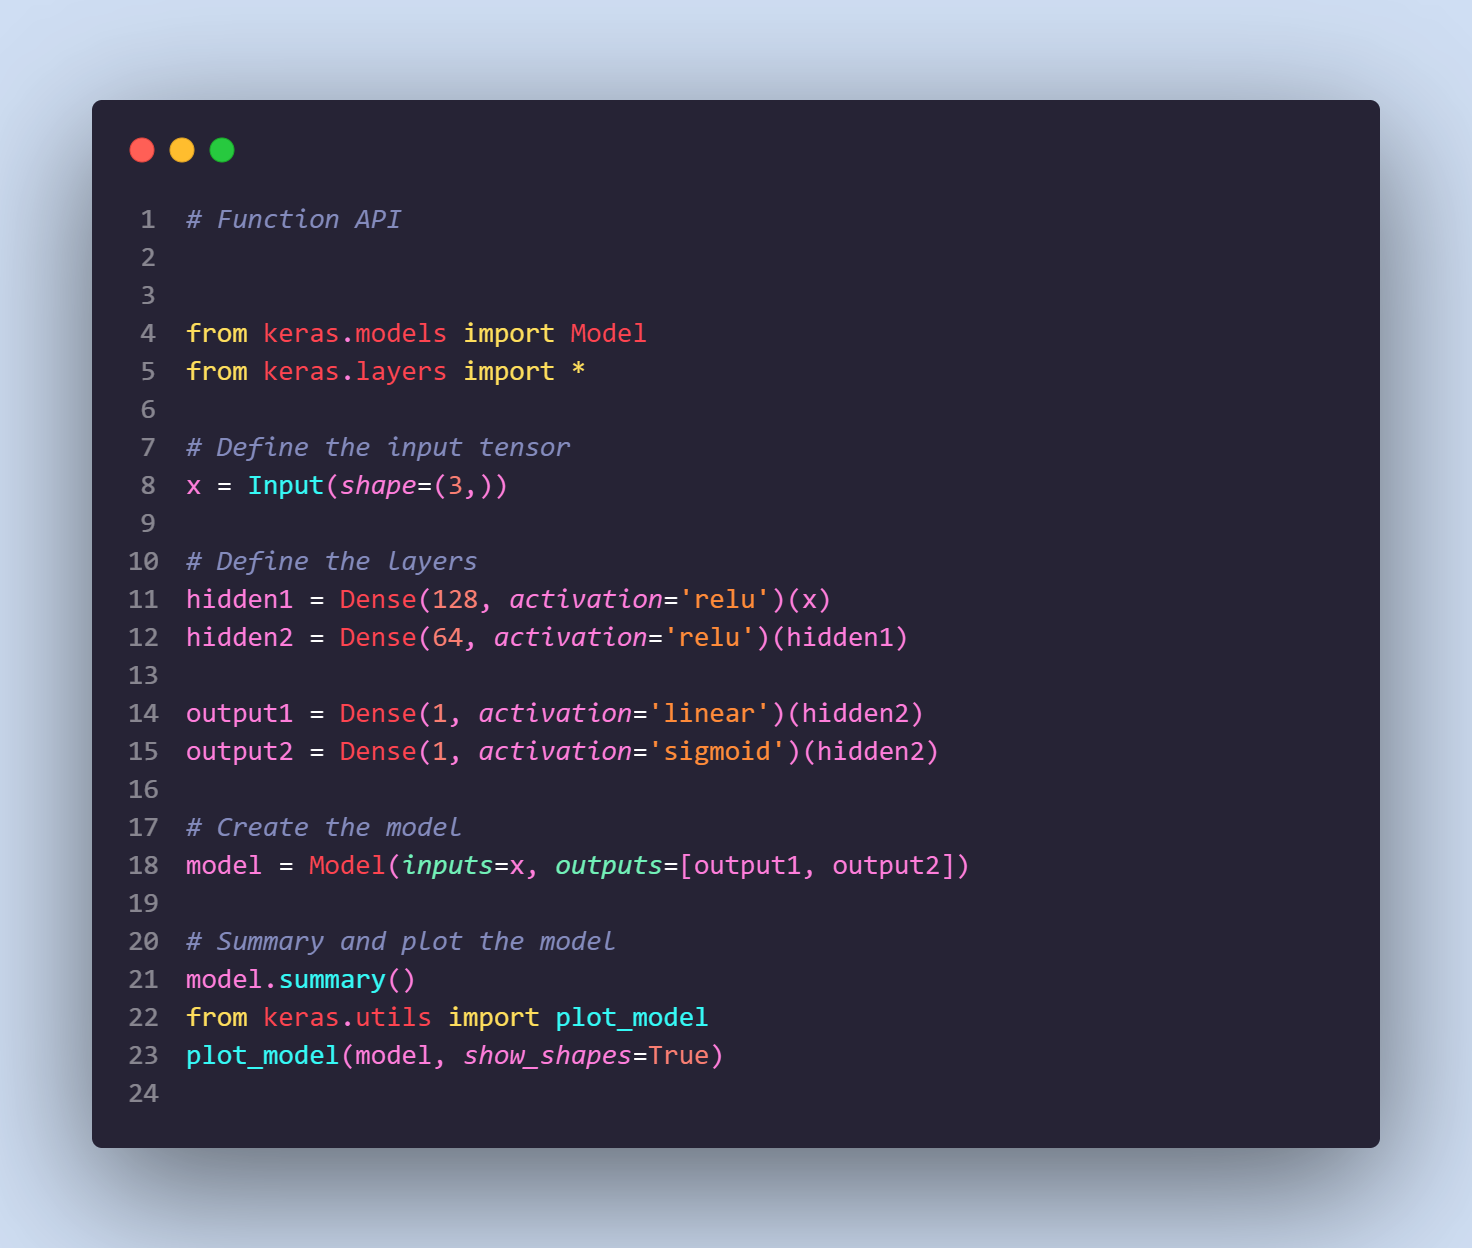 1 # Function API
2
3
4 from keras.models import Model
5 from keras.layers import *
6
7 # Define the input tensor
8 x = Input(shape=(3,))
9
10 # Define the layers
11 hidden1 = Dense(128, activation='relu')(x)
12 hidden2 = Dense(64, activation='relu')(hidden1)
13
14 output1 = Dense(1, activation='linear')(hidden2)
15 output2 = Dense(1, activation='sigmoid')(hidden2)
16
17 # Create the model
18 model = Model(inputs=x, outputs=[output1, output2])
19
20 # Summary and plot the model
21 model.summary()
22 from keras.utils import plot_model
23 plot_model(model, show_shapes=True)
24